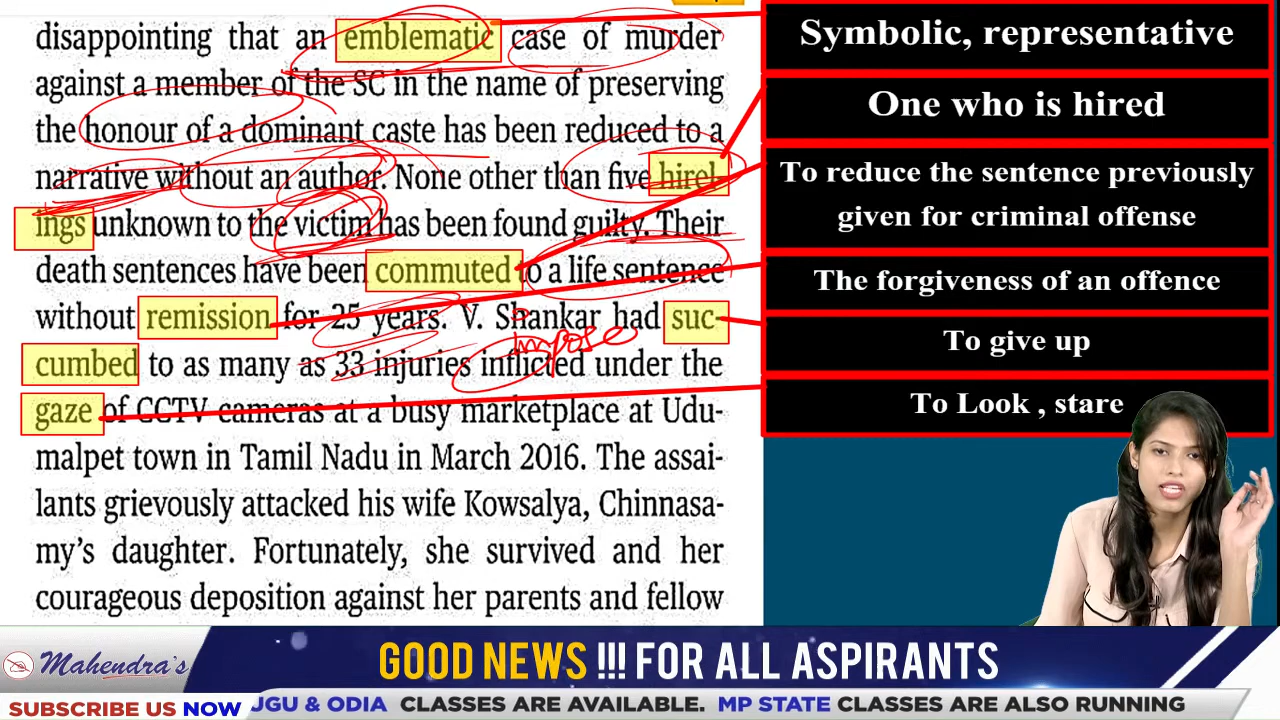 disappointing that an emblematic case of murder
against a member of the SC in the name of preserving
the honour of a dominant caste has been reduced to a
narrative without an author. None other than five hirel-
ings unknown to the victim has been found guilty. Their
death sentences have been commuted to a life sentence
without remission for 25 years. V. Shankar had suc-
cumbed to as many as 33 injuries inflicted under the
gaze of CCTV cameras at a busy marketplace at Udu-
malpet town in Tamil Nadu in March 2016. The assai-
lants grievously attacked his wife Kowsalya, Chinnasa-
my's daughter. Fortunately, she survived and her
courageous deposition against her parents and fellow
impose
Symbolic, representative
One who is hired
To reduce the sentence previously
given for criminal offense
The forgiveness of an offence
To give up
To Look , stare
Mahendra's
GOOD NEWS !!! FOR ALL ASPIRANTS
SUBSCRIBE US NOW
UGU & ODIA CLASSES ARE AVAILABLE. MP STATE CLASSES ARE ALSO RUNNING